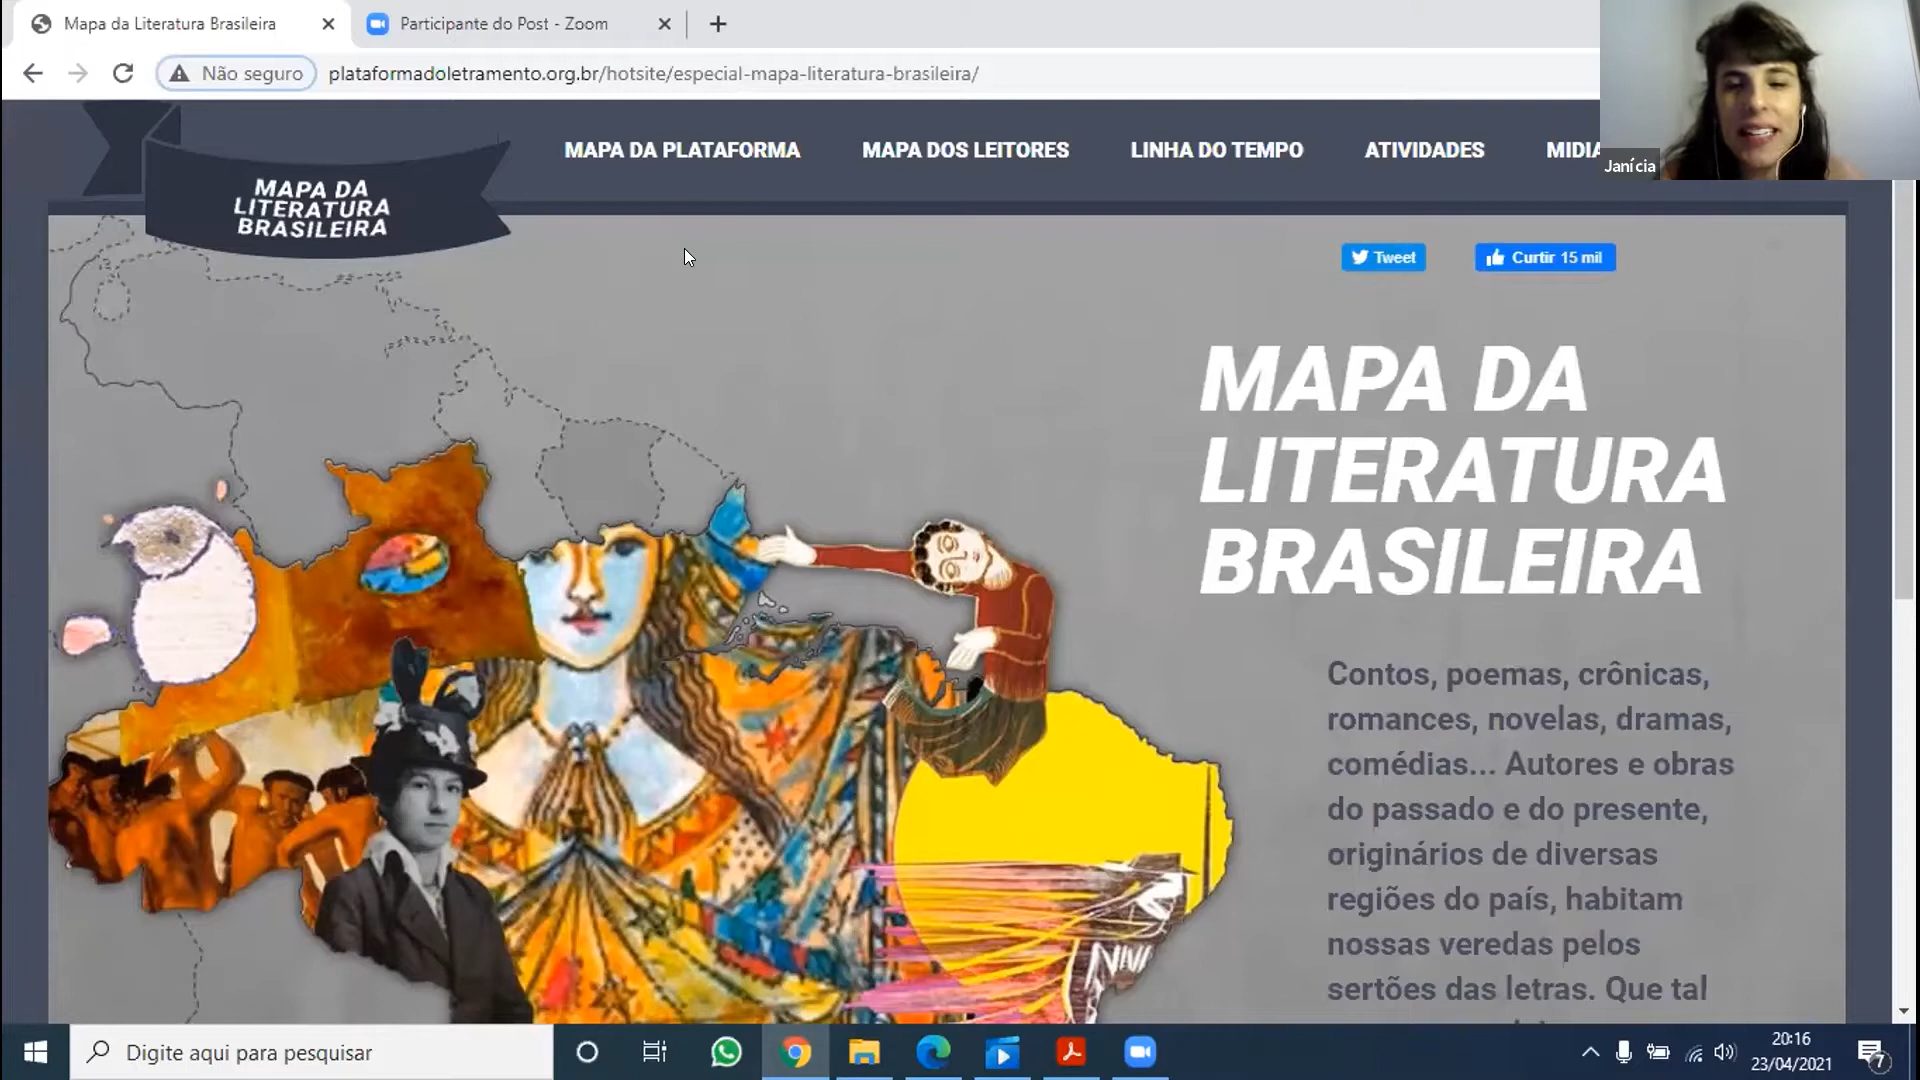 Mapa da Literatura Brasileira
Participante do Post - Zoom
Não seguro
plataformadoletramento.org.br/hotsite/especial-mapa-literatura-brasileira/
Janícia
MAPA DA
LITERATURA
BRASILEIRA
MAPA DA PLATAFORMA
MAPA DOS LEITORES
LINHA DO TEMPO
ATIVIDADES
MIDIA
Tweet
Curtir 15 mil
MAPA DA
LITERATURA
BRASILEIRA
Contos, poemas, crônicas,
romances, novelas, dramas,
comédias... Autores e obras
do passado e do presente,
originários de diversas
regiões do país, habitam
nossas veredas pelos
sertões das letras. Que tal
Digite aqui para pesquisar
20:16
23/04/2021
7